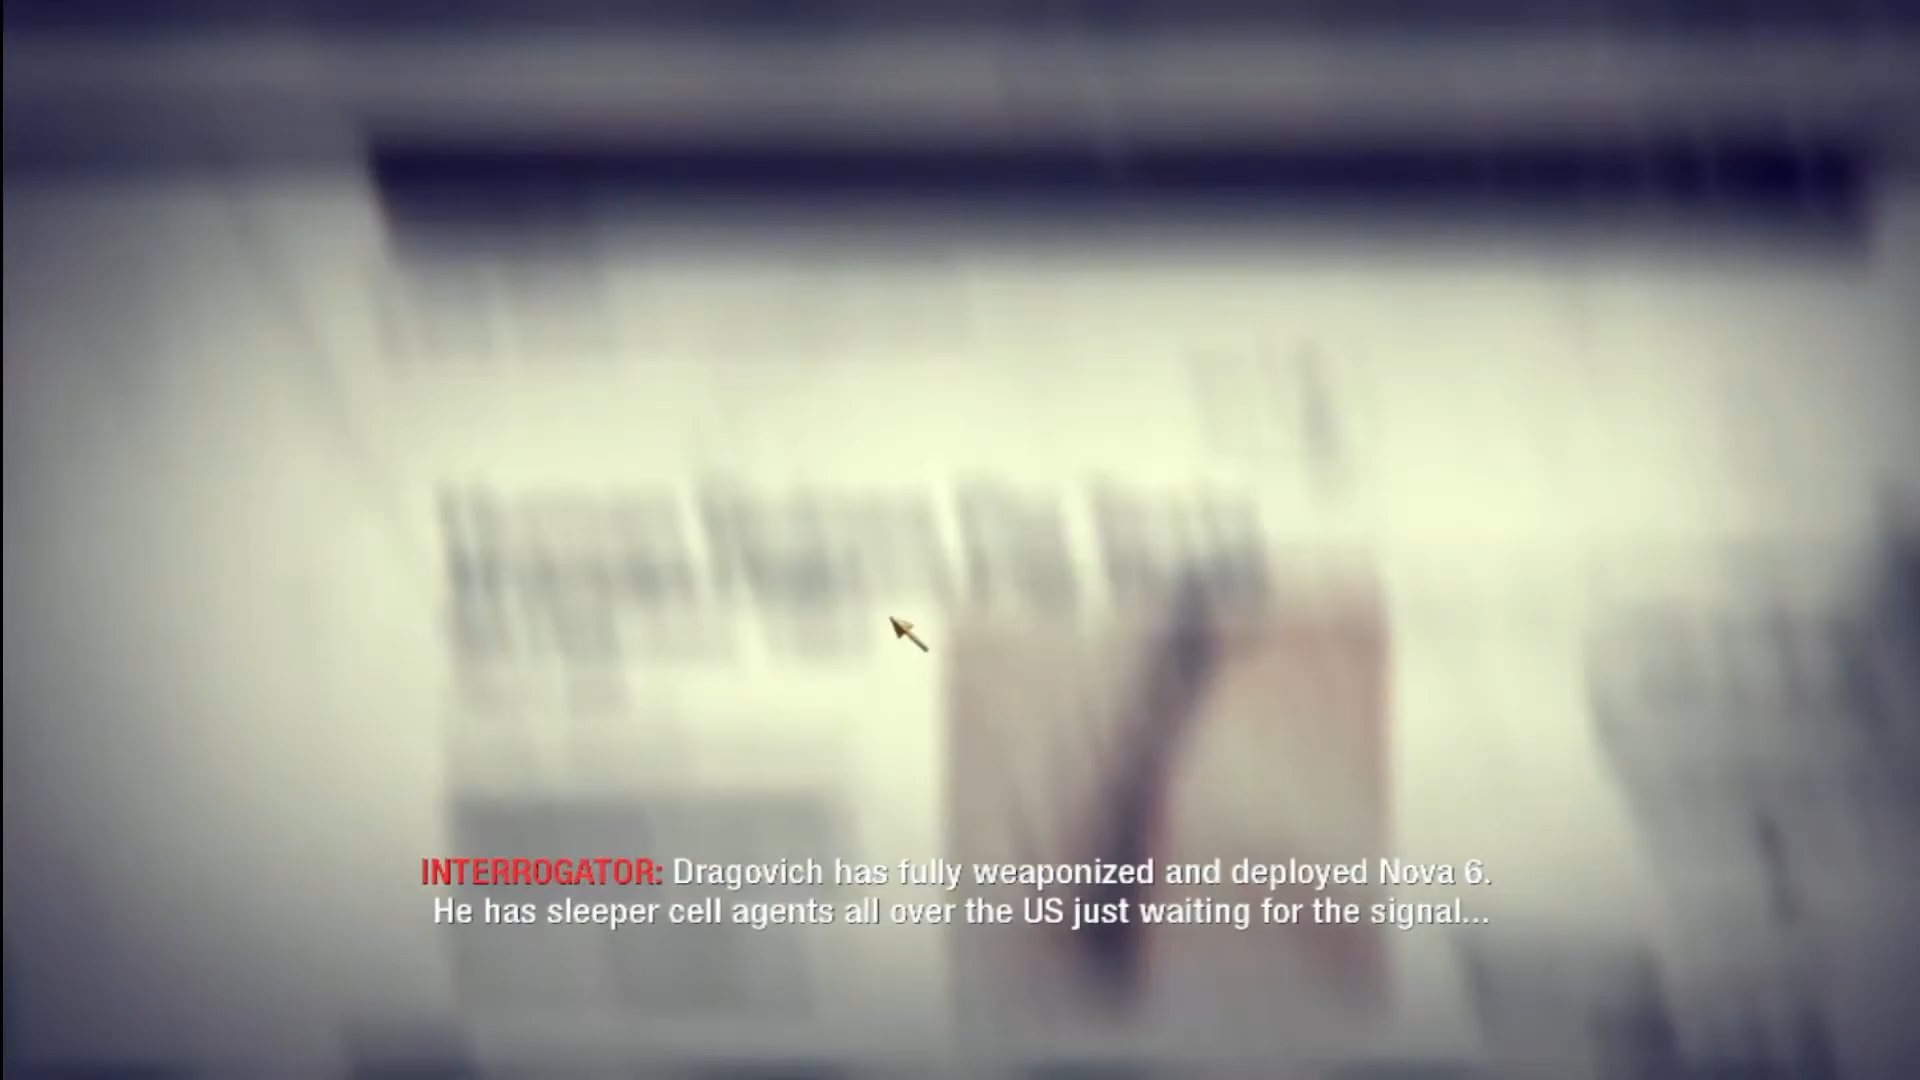 INTERROGATOR: Dragovich has fully weaponized and deployed Nova 6.
He has sleeper cell agents all over the US just waiting for the signal...